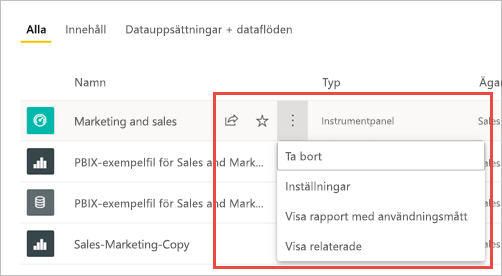 Alla Innehåll Datauppsättningar + dataflöden
Namn Typ Ägar
Marketing and sales Instrumentpanel Sales
PBIX-exempelfil för Sales and Mark...
PBIX-exempelfil för Sales and Mark...
Sales-Marketing-Copy Sales
Ta bort
Inställningar
Visa rapport med användningsmått
Visa relaterade